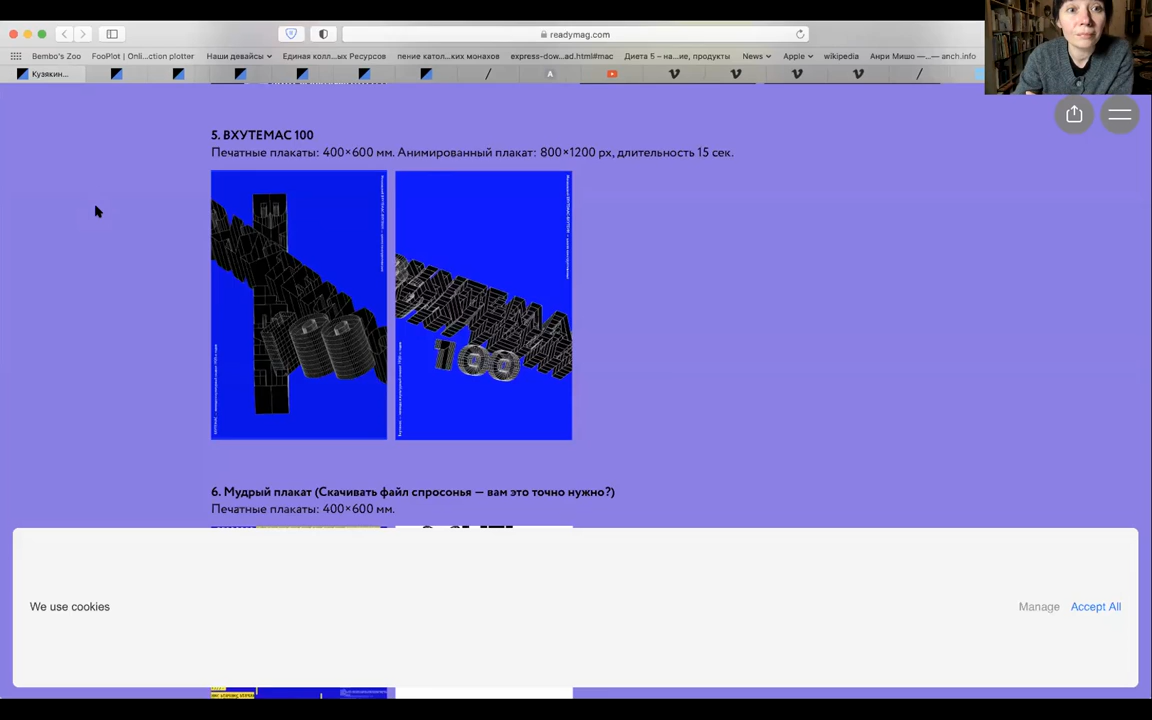 readymag.com
Bembo's Zoo
FooPlot | Onli...ction plotter
Наши девайсы
Единая колл...ых Ресурсов
пение катол...ких монахов
express-dow...ad.html#mac
Диета 5 – на...ие, продукты
News
Apple
wikipedia
Анри Мишо — anch.info
Кузякин...
5. ВХУТЕМАС 100
Печатные плакаты: 400×600 мм. Анимированный плакат: 800×1200 px, длительность 15 сек.
100
6. Мудрый плакат (Скачивать файл спросонья — вам это точно нужно?)
Печатные плакаты: 400×600 мм.
We use cookies
Manage
Accept All